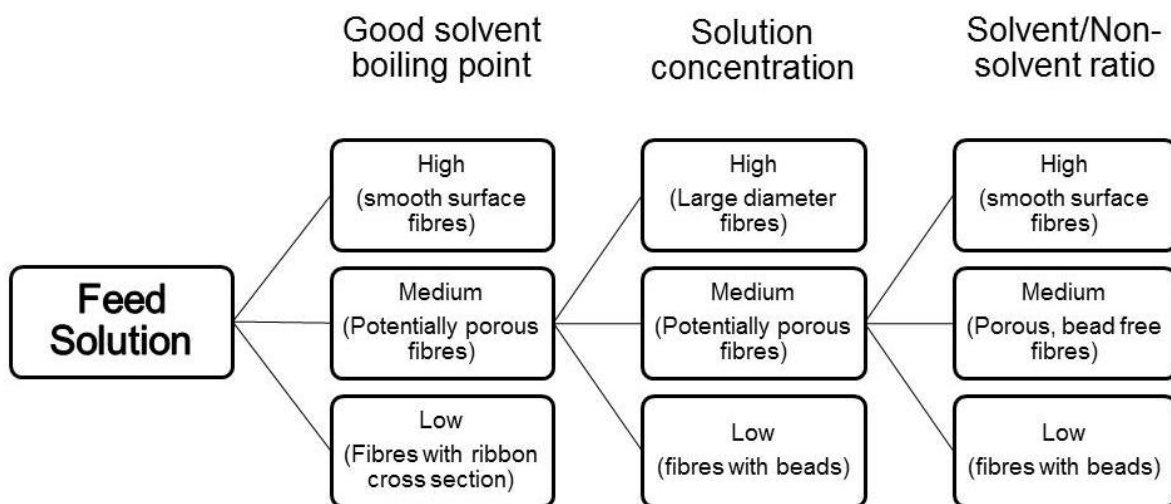 Good solvent
boiling point
Solution
concentration
Solvent/Non-
solvent ratio
Feed
Solution
High
(smooth surface
fibres)
Medium
(Potentially porous
fibres)
Low
(Fibres with ribbon
cross section)
High
(Large diameter
fibres)
Medium
(Potentially porous
fibres)
Low
(fibres with beads)
High
(smooth surface
fibres)
Medium
(Porous, bead free
fibres)
Low
(fibres with beads)